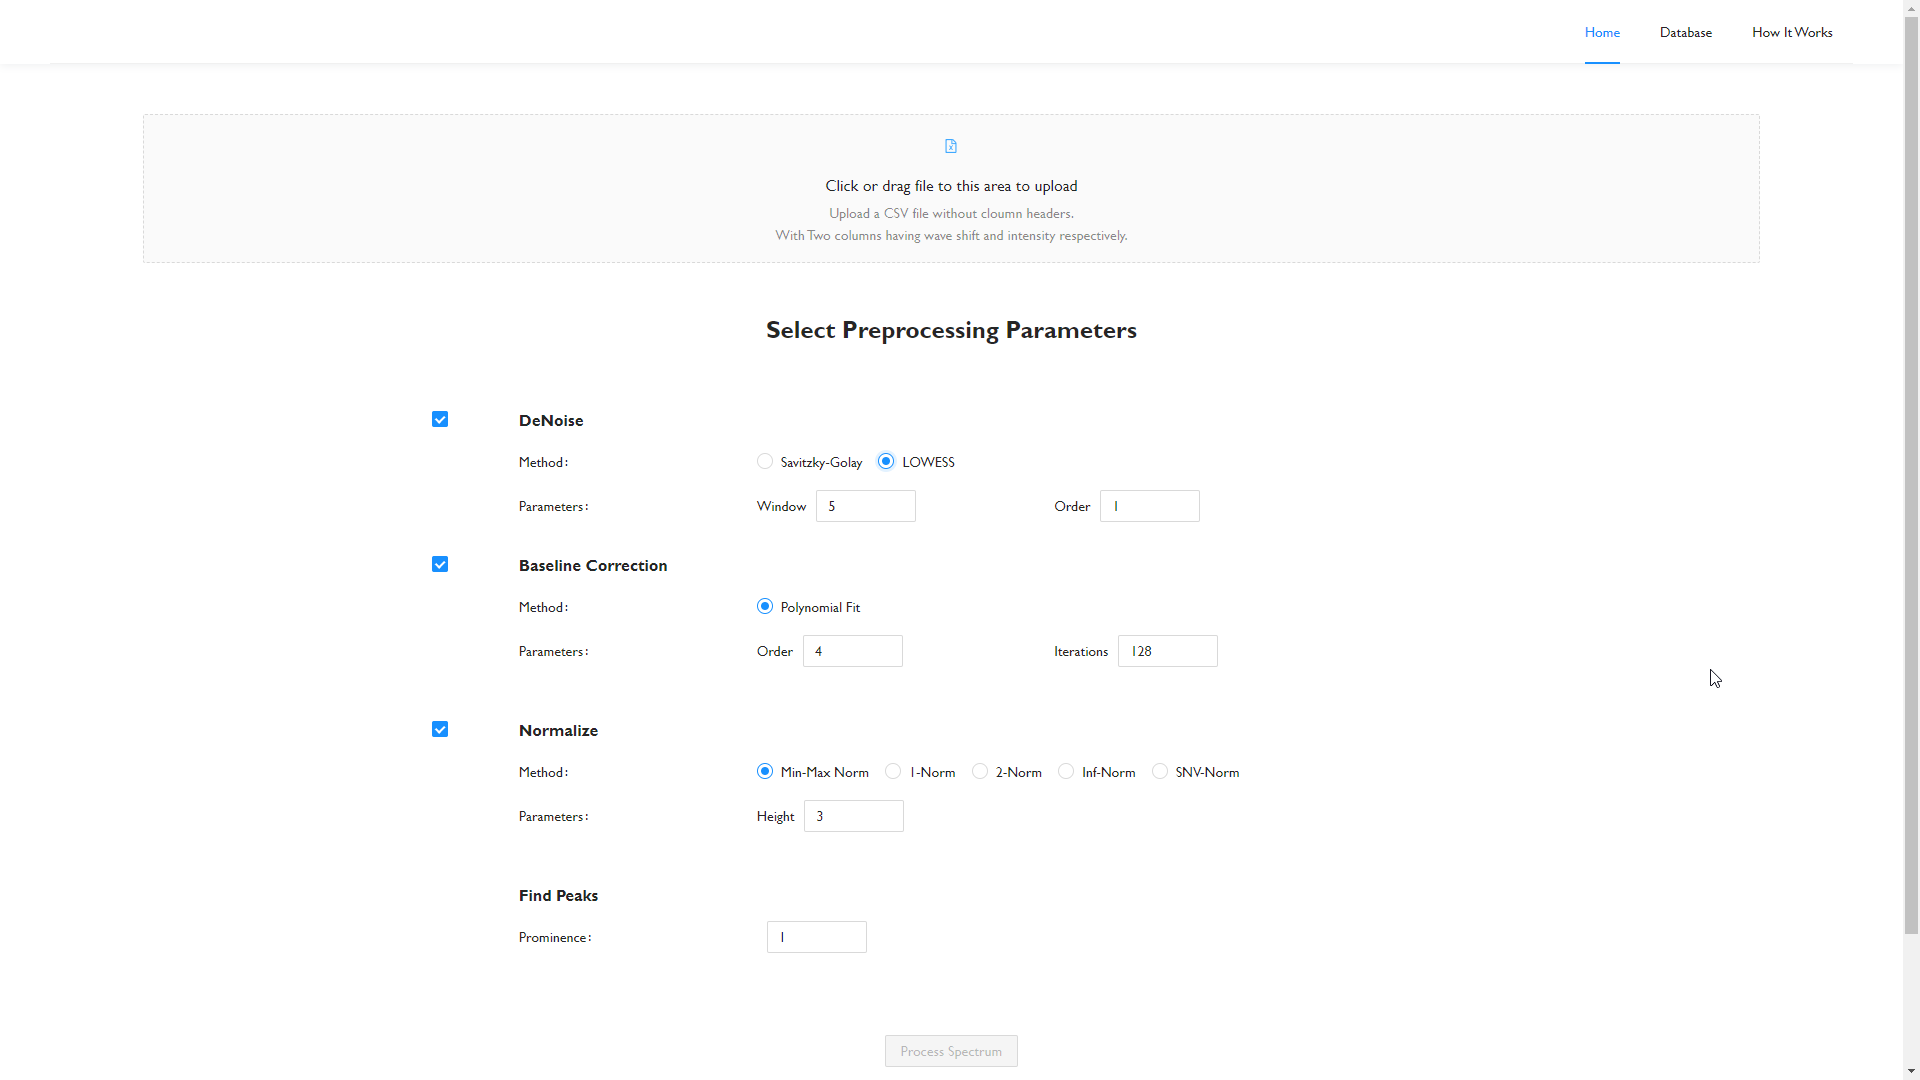 Home Database How It Works
Click or drag file to this area to upload
Upload a CSV file without cloumn headers.
With Two columns having wave shift and intensity respectively.
Select Preprocessing Parameters
DeNoise
Method: Savitzky-Golay LOWESS
Parameters: Window 5 Order 1
Baseline Correction
Method: Polynomial Fit
Parameters: Order 4 Iterations 128
Normalize
Method: Min-Max Norm 1-Norm 2-Norm Inf-Norm SNV-Norm
Parameters: Height 3
Find Peaks
Prominence: 1
Process Spectrum